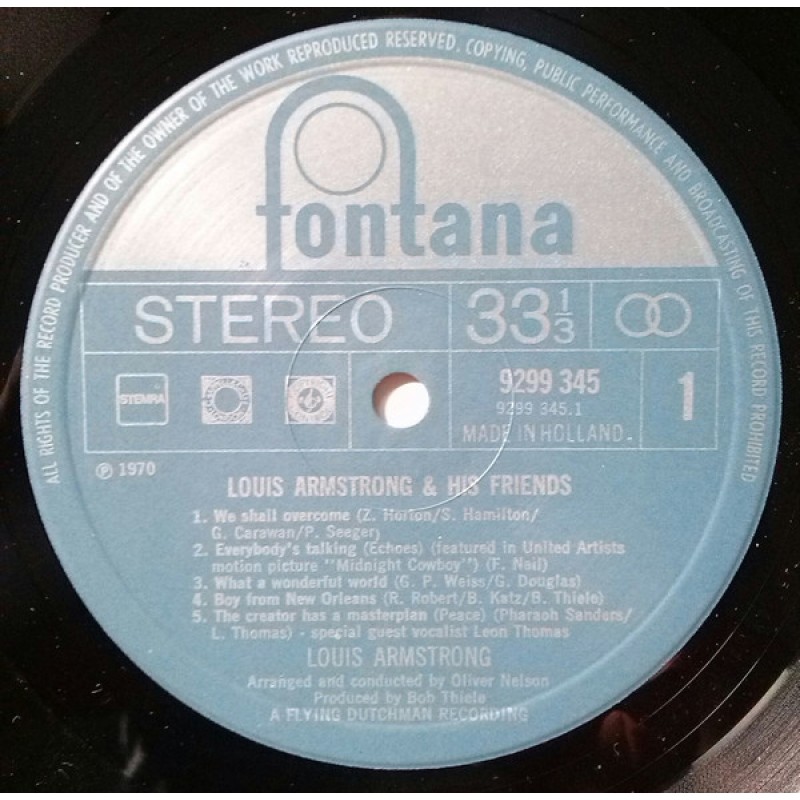 ALL RIGHTS OF THE RECORD PRODUCER AND OF THE OWNER OF THE WORK REPRODUCED RESERVED. COPYING, PUBLIC PERFORMANCE AND BROADCASTING OF THIS RECORD PROHIBITED
fontana
STEREO 33 1/3
STEMRA 9299 345 1
9299 345.1
MADE IN HOLLAND.
℗ 1970
LOUIS ARMSTRONG & HIS FRIENDS
1. We shall overcome (Z. Horton/S. Hamilton/
G. Carawan/P. Seeger)
2. Everybody's talking (Echoes) (featured in United Artists
motion picture "Midnight Cowboy") (F. Neil)
3. What a wonderful world (G. P. Weiss/G. Douglas)
4. Boy from New Orleans (R. Robert/B. Katz/B. Thiele)
5. The creator has a masterplan (Peace) (Pharoah Sanders/
L. Thomas) - special guest vocalist Leon Thomas
LOUIS ARMSTRONG
Arranged and conducted by Oliver Nelson
Produced by Bob Thiele
A FLYING DUTCHMAN RECORDING